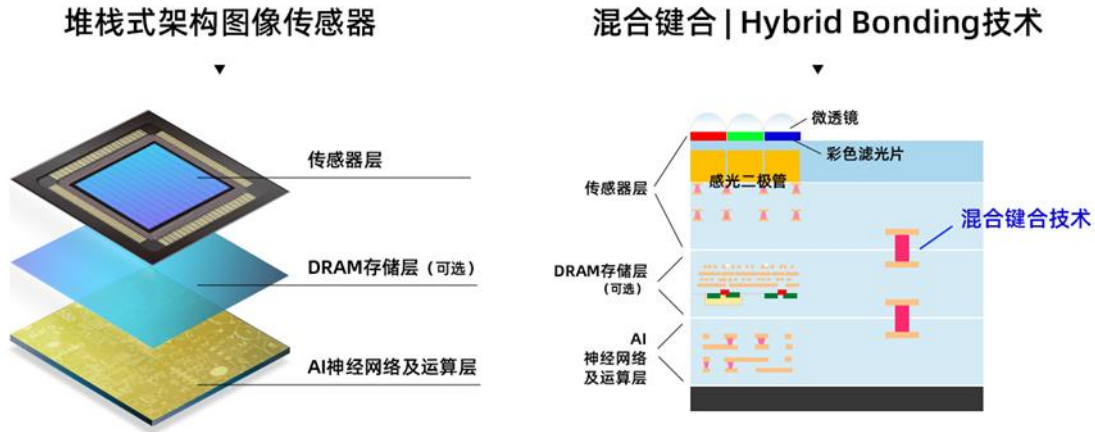 堆栈式架构图像传感器
传感器层
DRAM存储层（可选）
AI神经网络及运算层
混合键合 | Hybrid Bonding技术
微透镜
彩色滤光片
感光二极管
传感器层
混合键合技术
DRAM存储层
（可选）
AI
神经网络
及运算层